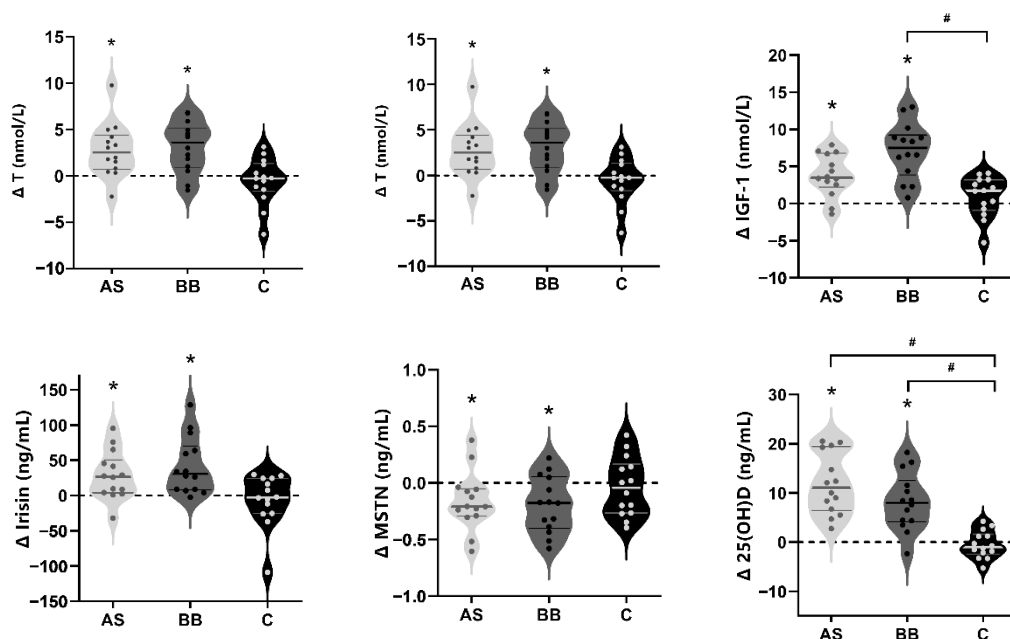 Δ T (nmol/L)
15
10
5
0
−5
−10
*
*
AS
BB
C
Δ T (nmol/L)
15
10
5
0
−5
−10
*
*
AS
BB
C
Δ IGF-1 (nmol/L)
20
15
10
5
0
5
10
#
*
*
AS
BB
C
Δ Irisin (ng/mL)
150
100
50
0
−50
−100
−150
*
*
AS
BB
C
Δ MSTN (ng/mL)
1.0
0.5
0.0
−0.5
−1.0
*
*
AS
BB
C
Δ 25(OH)D (ng/mL)
30
20
10
0
−10
#
#
*
*
AS
BB
C